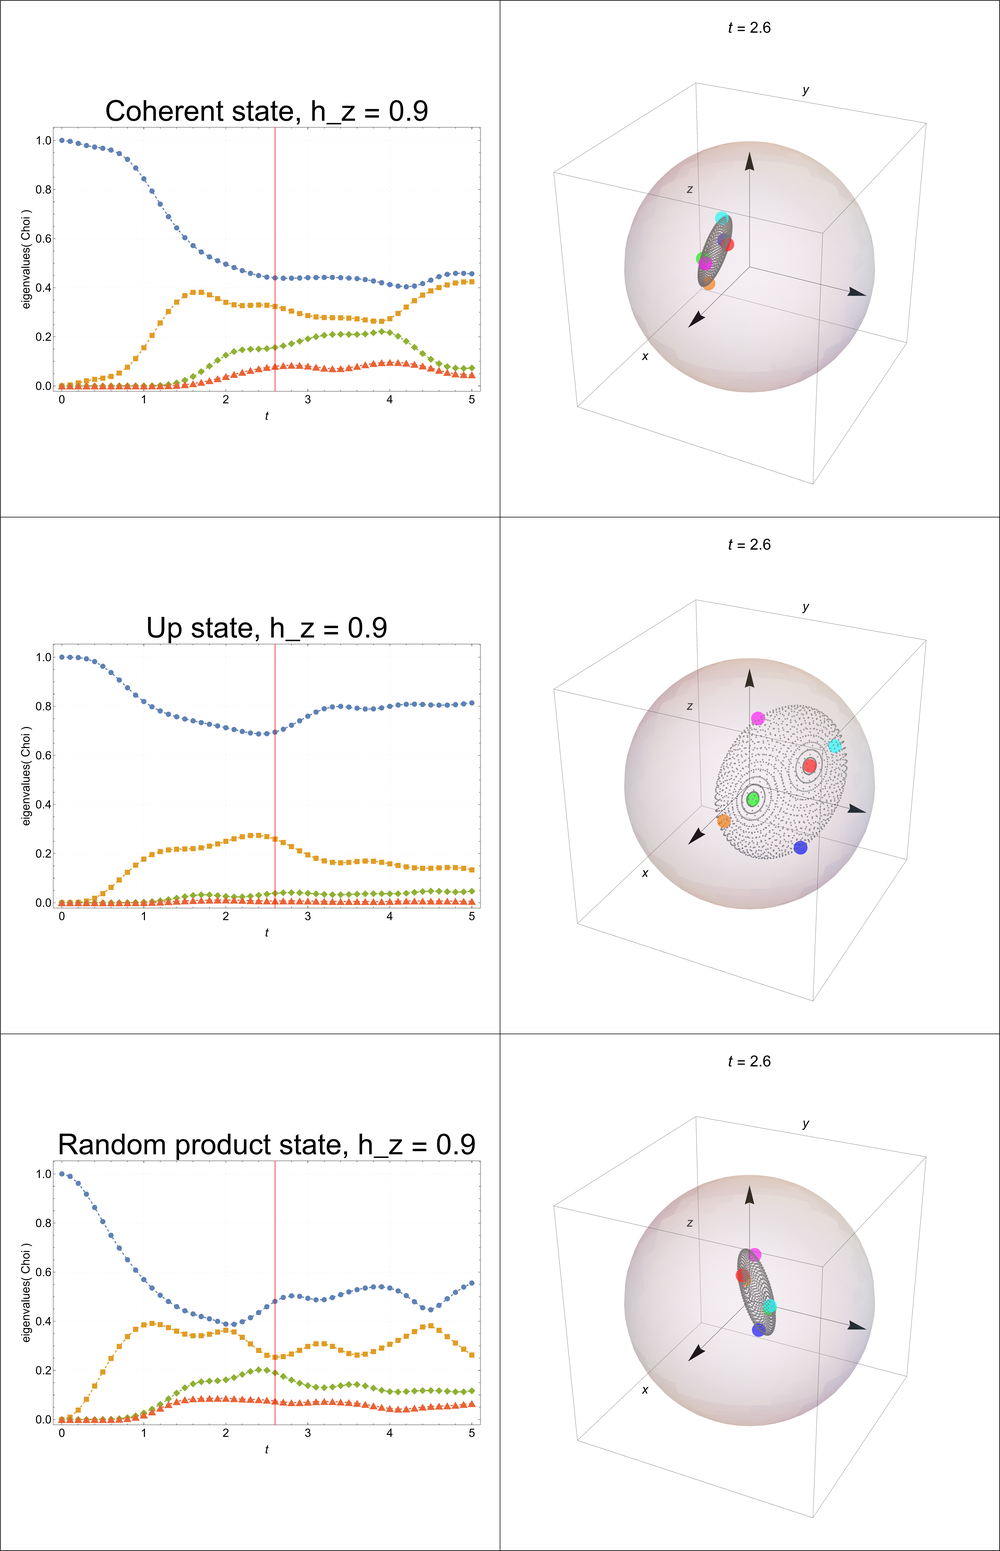 Coherent state, h_z = 0.9
eigenvalues( Choi )
1.0
0.8
0.6
0.4
0.2
0.0
0 1 2 3 4 5
t
t = 2.6
y
z
x
Up state, h_z = 0.9
eigenvalues( Choi )
1.0
0.8
0.6
0.4
0.2
0.0
0 1 2 3 4 5
t
t = 2.6
y
z
x
Random product state, h_z = 0.9
eigenvalues( Choi )
1.0
0.8
0.6
0.4
0.2
0.0
0 1 2 3 4 5
t
t = 2.6
y
z
x